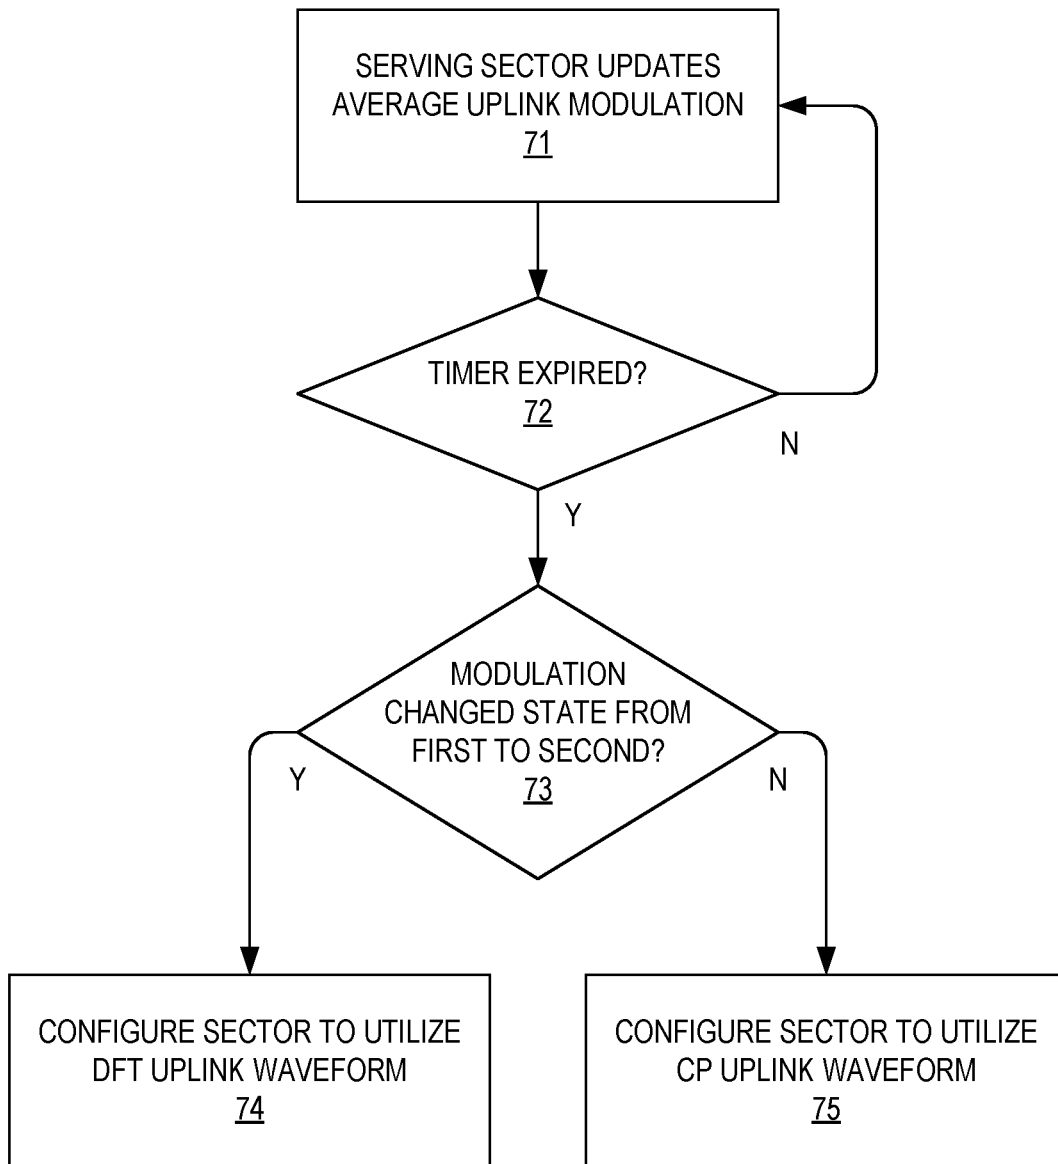 SERVING SECTOR UPDATES
AVERAGE UPLINK MODULATION
71
TIMER EXPIRED?
72
N
Y
MODULATION
CHANGED STATE FROM
FIRST TO SECOND?
73
Y
N
CONFIGURE SECTOR TO UTILIZE
DFT UPLINK WAVEFORM
74
CONFIGURE SECTOR TO UTILIZE
CP UPLINK WAVEFORM
75